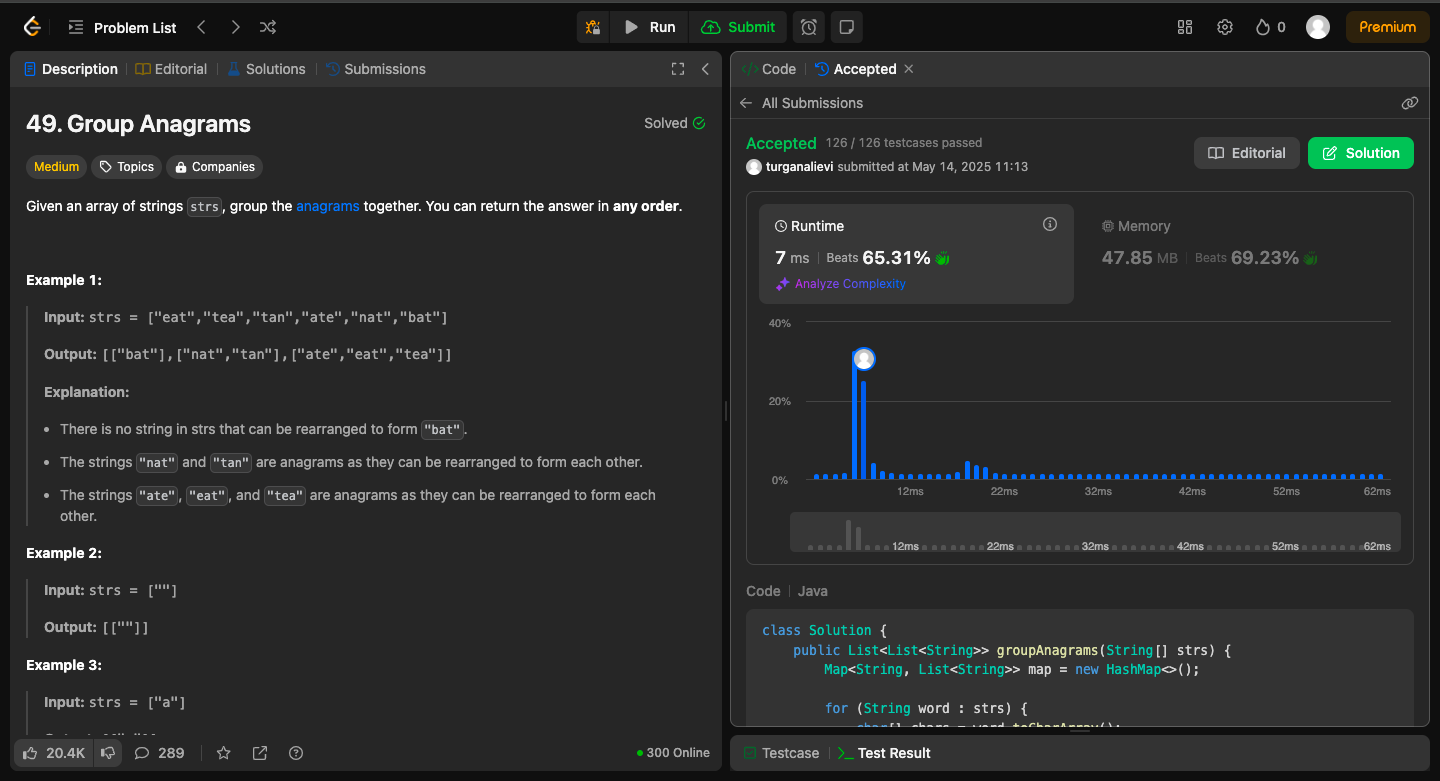 Problem List
Run
Submit
0
Premium
Description
Editorial
Solutions
Submissions
49. Group Anagrams
Solved
Medium
Topics
Companies
Given an array of strings strs, group the anagrams together. You can return the answer in any order.
Example 1:
Input: strs = ["eat","tea","tan","ate","nat","bat"]
Output: [["bat"],["nat","tan"],["ate","eat","tea"]]
Explanation:
• There is no string in strs that can be rearranged to form "bat".
• The strings "nat" and "tan" are anagrams as they can be rearranged to form each other.
• The strings "ate", "eat", and "tea" are anagrams as they can be rearranged to form each
other.
Example 2:
Input: strs = [""]
Output: [[""]]
Example 3:
Input: strs = ["a"]
20.4K
289
300 Online
Code
Accepted
All Submissions
Accepted 126 / 126 testcases passed
turganalievi submitted at May 14, 2025 11:13
Editorial
Solution
Runtime
7 ms | Beats 65.31%
Analyze Complexity
Memory
47.85 MB | Beats 69.23%
40%
20%
0%
12ms 22ms 32ms 42ms 52ms 62ms
12ms 22ms 32ms 42ms 52ms 62ms
Code | Java
class Solution {
public List<List<String>> groupAnagrams(String[] strs) {
Map<String, List<String>> map = new HashMap<>();
for (String word : strs) {
char[] chars = word.toCharArray();
Testcase
>_ Test Result